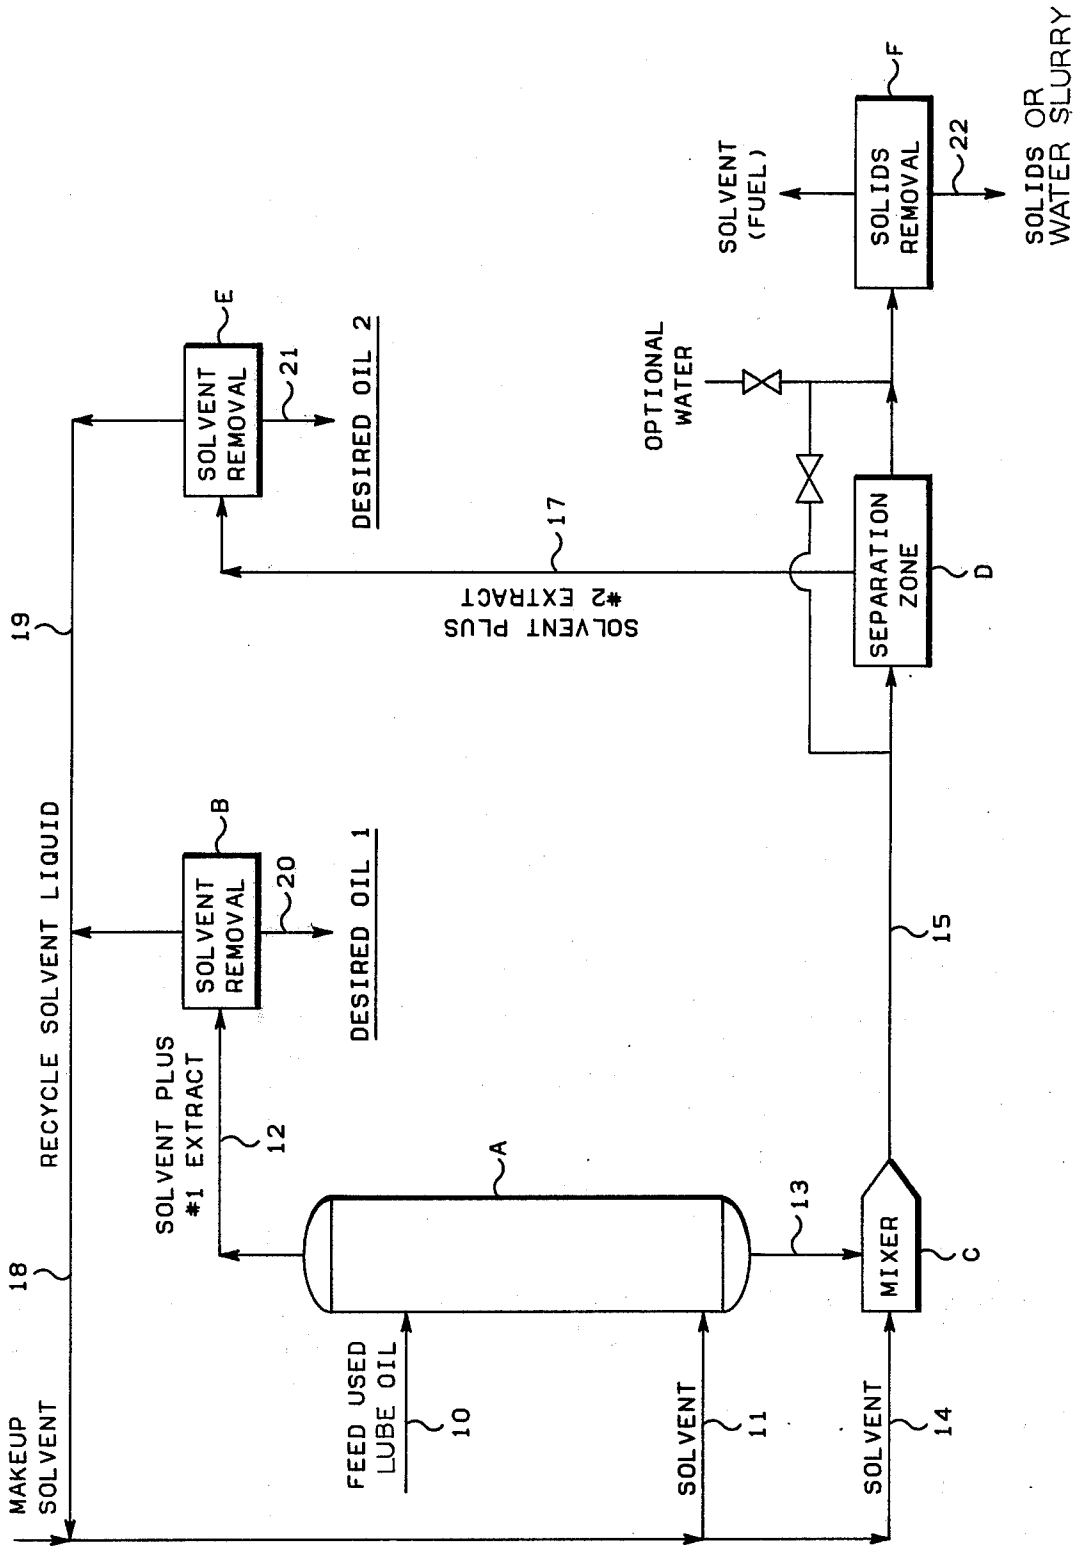 MAKEUP
SOLVENT
18
RECYCLE SOLVENT LIQUID
19
SOLVENT PLUS
#1 EXTRACT
12
SOLVENT
REMOVAL
B
20
DESIRED OIL 1
SOLVENT
REMOVAL
E
21
DESIRED OIL 2
FEED USED
LUBE OIL
10
A
SOLVENT
11
13
SOLVENT
14
MIXER
C
15
SOLVENT PLUS
#2 EXTRACT
17
SEPARATION
ZONE
D
OPTIONAL
WATER
SOLVENT
(FUEL)
SOLIDS
REMOVAL
F
22
SOLIDS OR
WATER SLURRY